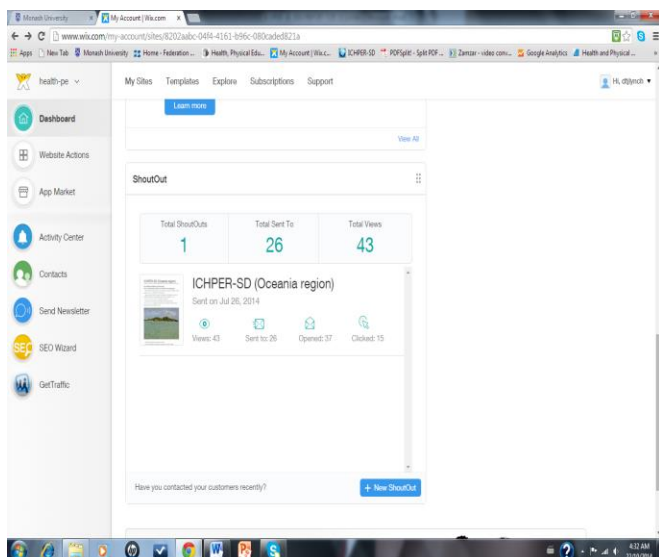 Monash University
My Account | Wix.com
www.wix.com/my-account/sites/8202aabc-04f4-4161-b96c-080caded821a
Apps New Tab Monash University Home - Federation ... Health, Physical Edu... My Account | Wix.c... ICHPER-SD PDFSplit! - Split PDF ... Zamzar - video conv... Google Analytics Health and Physical ...
health-pe My Sites Templates Explore Subscriptions Support Hi,
Learn more
View All
Dashboard
Website Actions
App Market
Activity Center
Contacts
Send Newsletter
SEO Wizard
GetTraffic
ShoutOut
Total ShoutOuts Total Sent To Total Views
1 26 43
ICHPER-SD (Oceania region)
Sent on Jul 26, 2014
Views: 43 Sent to: 26 Opened: 37 Clicked: 15
Have you contacted your customers recently?
+ New ShoutOut
4:32 AM